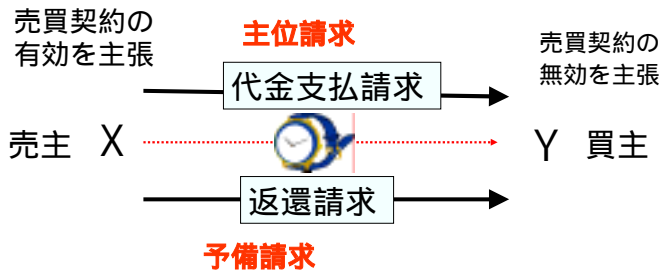 売買契約の
有効を主張
主位請求
売買契約の
無効を主張
代金支払請求
売主 X
Y 買主
返還請求
予備請求